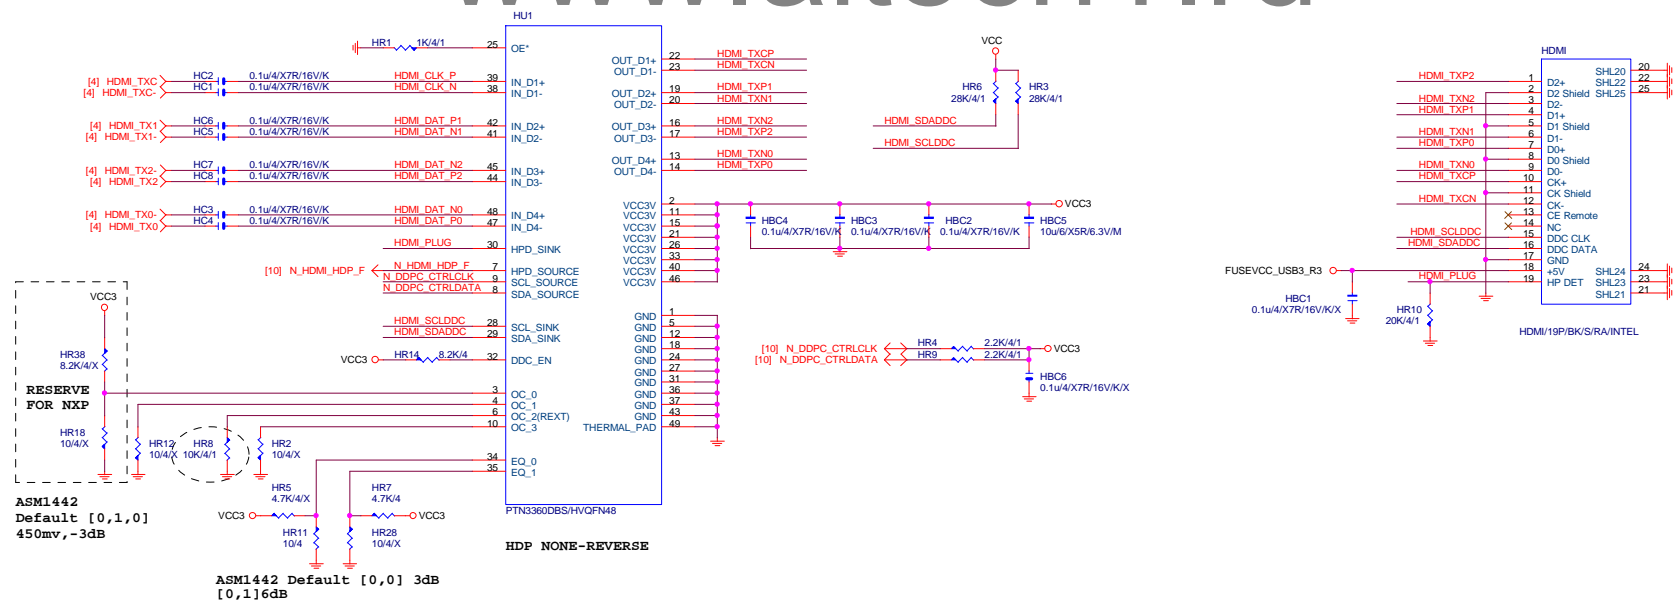 HU1
HR1 1K/4/1 25 OE*
[4] HDMI_TXC HC2 0.1u/4/X7R/16V/K HDMI_CLK_P 39 IN_D1+
[4] HDMI_TXC- HC1 0.1u/4/X7R/16V/K HDMI_CLK_N 38 IN_D1-
[4] HDMI_TX1 HC6 0.1u/4/X7R/16V/K HDMI_DAT_P1 42 IN_D2+
[4] HDMI_TX1- HC5 0.1u/4/X7R/16V/K HDMI_DAT_N1 41 IN_D2-
[4] HDMI_TX2- HC7 0.1u/4/X7R/16V/K HDMI_DAT_N2 45 IN_D3+
[4] HDMI_TX2 HC8 0.1u/4/X7R/16V/K HDMI_DAT_P2 44 IN_D3-
[4] HDMI_TX0- HC3 0.1u/4/X7R/16V/K HDMI_DAT_N0 48 IN_D4+
[4] HDMI_TX0 HC4 0.1u/4/X7R/16V/K HDMI_DAT_P0 47 IN_D4-
HDMI_PLUG 30 HPD_SINK
[10] N_HDMI_HDP_F N_HDMI_HDP_F 7 HPD_SOURCE
N_DDPC_CTRLCLK 9 SCL_SOURCE
N_DDPC_CTRLDATA 8 SDA_SOURCE
HDMI_SCLDDC 28 SCL_SINK
HDMI_SDADDC 29 SDA_SINK
VCC3 HR14 8.2K/4 32 DDC_EN
3 OC_0
4 OC_1
6 OC_2(REXT)
10 OC_3
34 EQ_0
35 EQ_1
OUT_D1+ 22 HDMI_TXCP
OUT_D1- 23 HDMI_TXCN
OUT_D2+ 19 HDMI_TXP1
OUT_D2- 20 HDMI_TXN1
OUT_D3+ 16 HDMI_TXN2
OUT_D3- 17 HDMI_TXP2
OUT_D4+ 13 HDMI_TXN0
OUT_D4- 14 HDMI_TXP0
VCC3V 2 VCC3
VCC3V 11
VCC3V 15
VCC3V 21
VCC3V 26
VCC3V 33
VCC3V 40
VCC3V 46
GND 1
GND 5
GND 12
GND 18
GND 24
GND 27
GND 31
GND 36
GND 37
GND 43
THERMAL_PAD 49
PTN3360DBS/HVQFN48
HDP NONE-REVERSE
VCC3
HR38
8.2K/4/X
RESERVE
FOR NXP
HR18
10/4/X
HR12
10/4/X
HR8
10K/4/1
HR2
10/4/X
ASM1442
Default [0,1,0]
450mv,-3dB
HR5
4.7K/4/X
VCC3
HR11
10/4
HR7
4.7K/4
VCC3
HR28
10/4/X
ASM1442 Default [0,0] 3dB
[0,1]6dB
VCC
HR6
28K/4/1
HR3
28K/4/1
HDMI_SDADDC
HDMI_SCLDDC
HBC4
0.1u/4/X7R/16V/K
HBC3
0.1u/4/X7R/16V/K
HBC2
0.1u/4/X7R/16V/K
HBC5
10u/6/X5R/6.3V/M
[10] N_DDPC_CTRLCLK HR4 2.2K/4/1 VCC3
[10] N_DDPC_CTRLDATA HR9 2.2K/4/1
HBC6
0.1u/4/X7R/16V/K/X
HDMI
HDMI_TXP2 1 D2+
2 D2 Shield
HDMI_TXN2 3 D2-
HDMI_TXP1 4 D1+
5 D1 Shield
HDMI_TXN1 6 D1-
HDMI_TXP0 7 D0+
8 D0 Shield
HDMI_TXN0 9 D0-
HDMI_TXCP 10 CK+
11 CK Shield
HDMI_TXCN 12 CK-
13 CE Remote
14 NC
HDMI_SCLDDC 15 DDC CLK
HDMI_SDADDC 16 DDC DATA
17 GND
FUSEVCC_USB3_R3 18 +5V
HDMI_PLUG 19 HP DET
SHL20 20
SHL22 22
SHL25 25
SHL24 24
SHL23 23
SHL21 21
HBC1
0.1u/4/X7R/16V/K/X
HR10
20K/4/1
HDMI/19P/BK/S/RA/INTEL